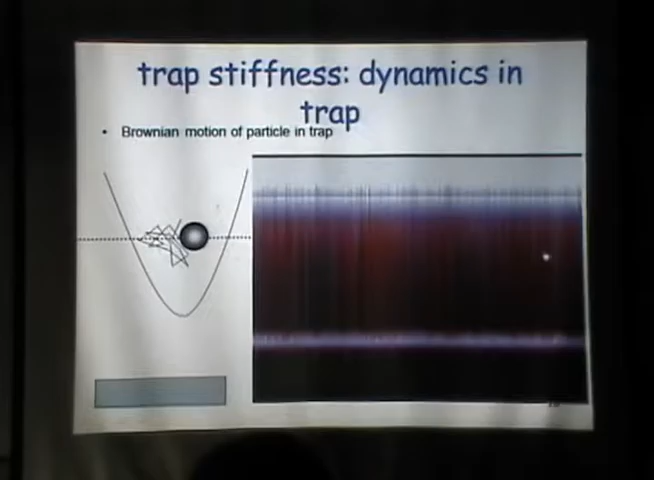 trap stiffness: dynamics in
trap
• Brownian motion of particle in trap